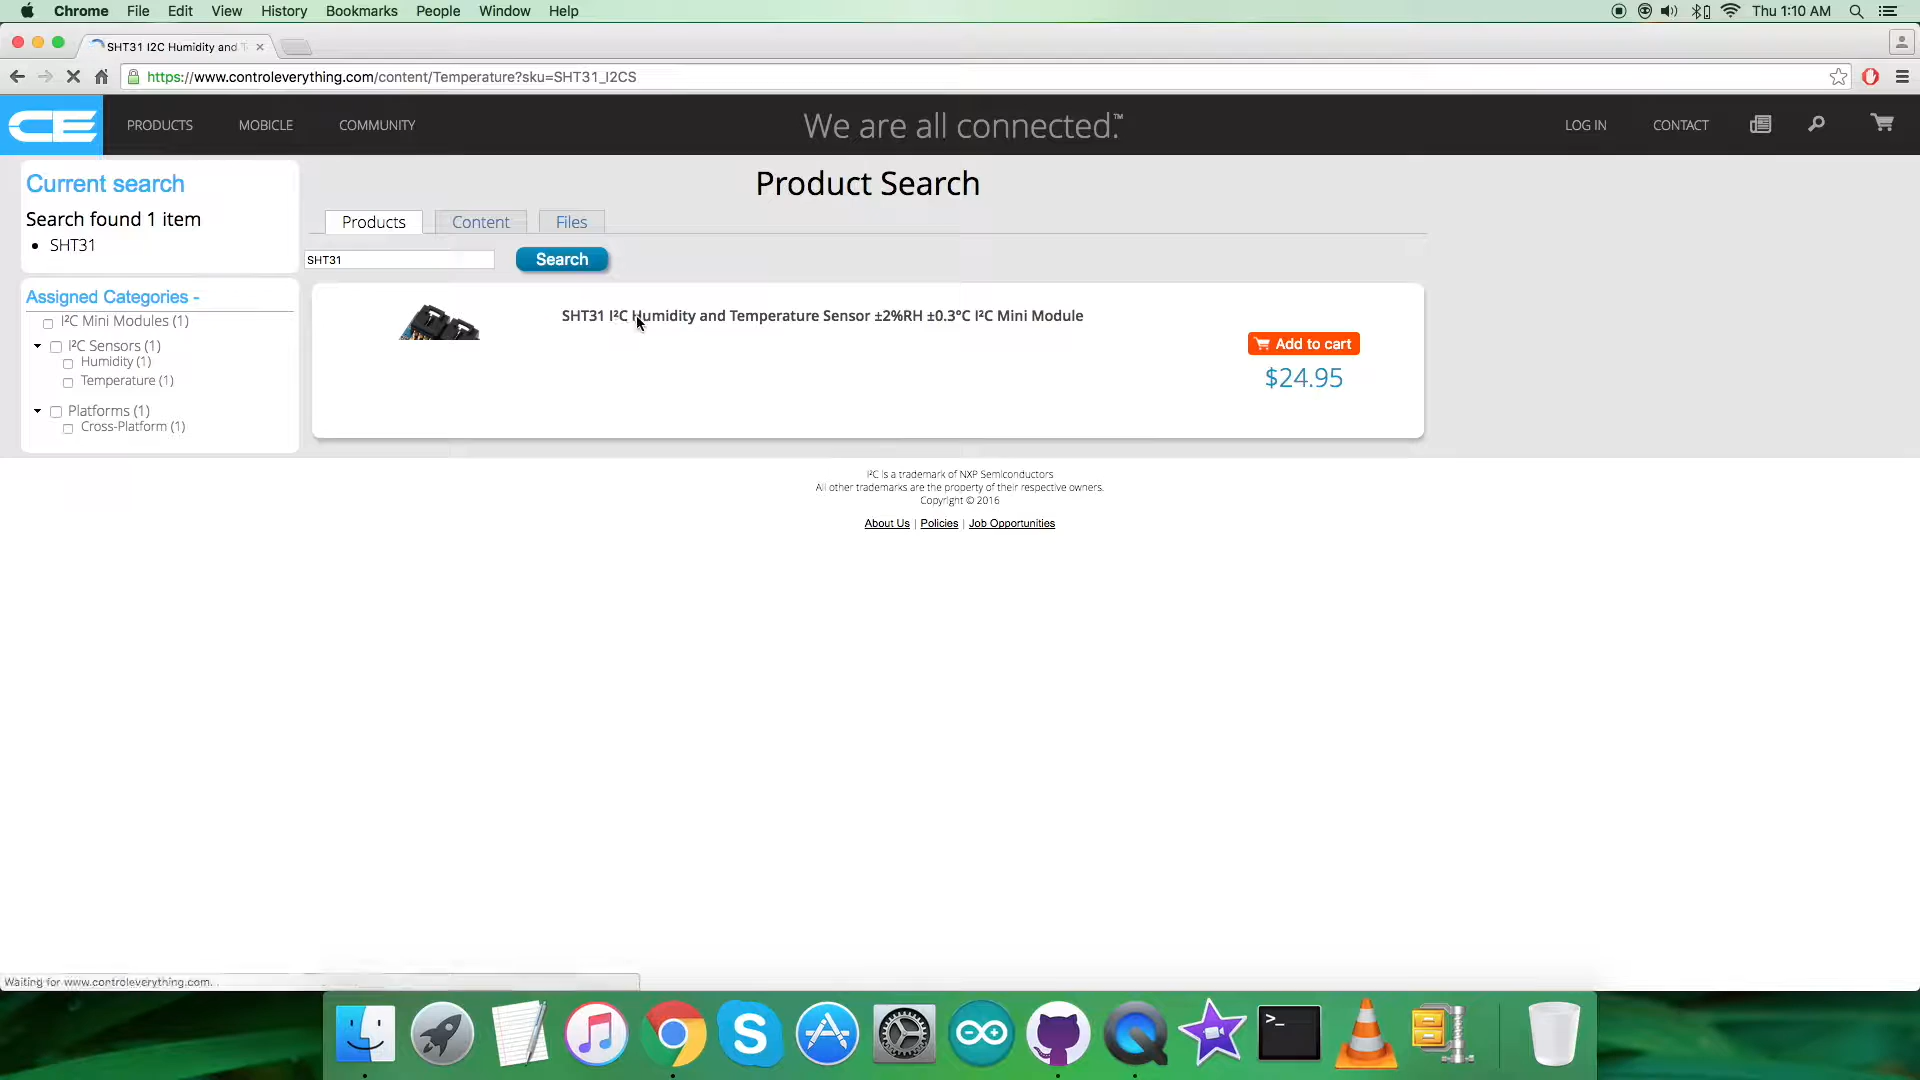 Chrome File Edit View History Bookmarks People Window Help Thu 1:10 AM
SHT31 I2C Humidity and T
https://www.controleverything.com/content/Temperature?sku=SHT31_I2CS
CE PRODUCTS MOBICLE COMMUNITY We are all connected.™ LOG IN CONTACT
Current search
Search found 1 item
• SHT31
Product Search
Products Content Files
SHT31 Search
Assigned Categories -
I²C Mini Modules (1)
I²C Sensors (1)
Humidity (1)
Temperature (1)
Platforms (1)
Cross-Platform (1)
SHT31 I²C Humidity and Temperature Sensor ±2%RH ±0.3°C I²C Mini Module
Add to cart
$24.95
I²C is a trademark of NXP Semiconductors
All other trademarks are the property of their respective owners.
Copyright © 2016
About Us | Policies | Job Opportunities
Waiting for www.controleverything.com...